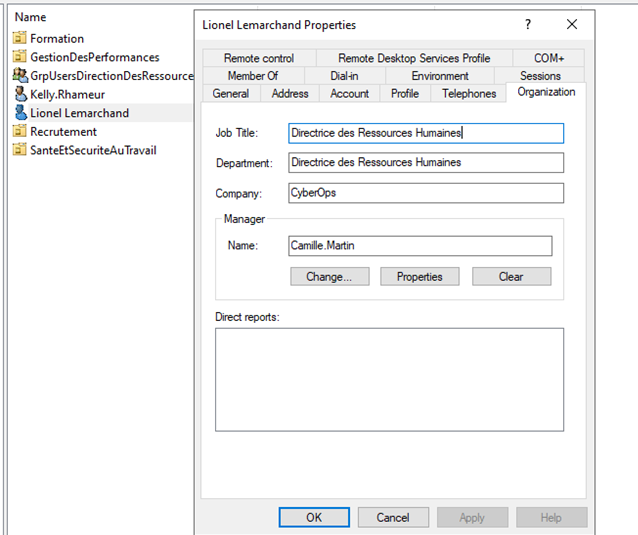 Name
Formation
GestionDesPerformances
GrpUsersDirectionDesRessource
Kelly.Rhameur
Lionel Lemarchand
Recrutement
SanteEtSecuriteAuTravail
Lionel Lemarchand Properties
?
Remote control Remote Desktop Services Profile COM+
Member Of Dial-in Environment Sessions
General Address Account Profile Telephones Organization
Job Title: Directrice des Ressources Humaines
Department: Directrice des Ressources Humaines
Company: CyberOps
Manager
Name: Camille.Martin
Change... Properties Clear
Direct reports:
OK Cancel Apply Help